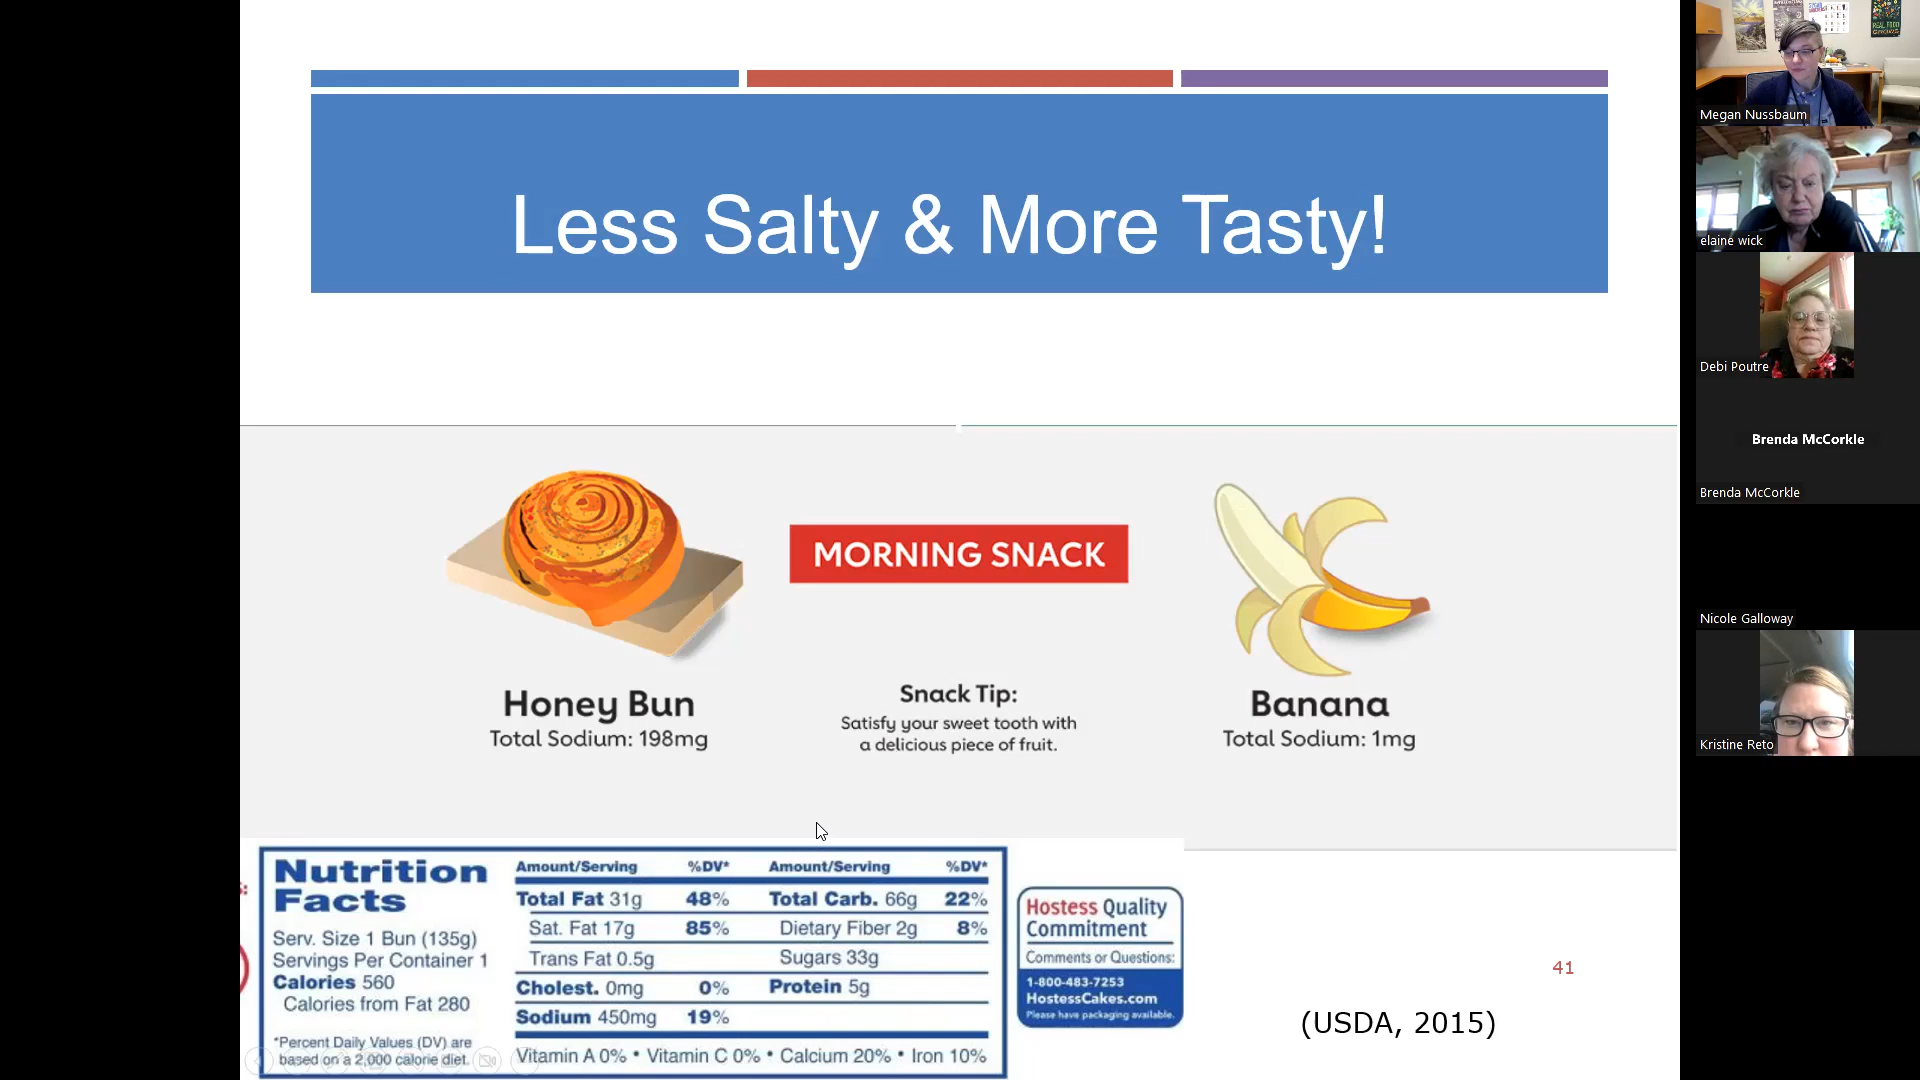 Less Salty & More Tasty!
MORNING SNACK
Honey Bun
Total Sodium: 198mg
Snack Tip:
Satisfy your sweet tooth with
a delicious piece of fruit.
Banana
Total Sodium: 1mg
Nutrition
Facts
Serv. Size 1 Bun (135g)
Servings Per Container 1
Calories 560
Calories from Fat 280
*Percent Daily Values (DV) are
based on a 2,000 calorie diet.
Amount/Serving %DV* Amount/Serving %DV*
Total Fat 31g 48% Total Carb. 66g 22%
Sat. Fat 17g 85% Dietary Fiber 2g 8%
Trans Fat 0.5g Sugars 33g
Cholest. 0mg 0% Protein 5g
Sodium 450mg 19%
Vitamin A 0% • Vitamin C 0% • Calcium 20% • Iron 10%
Hostess Quality
Commitment
Comments or Questions:
1-800-483-7253
HostessCakes.com
Please have packaging available.
41
(USDA, 2015)
Megan Nussbaum
elaine wick
Debi Poutre
Brenda McCorkle
Brenda McCorkle
Nicole Galloway
Kristine Reto